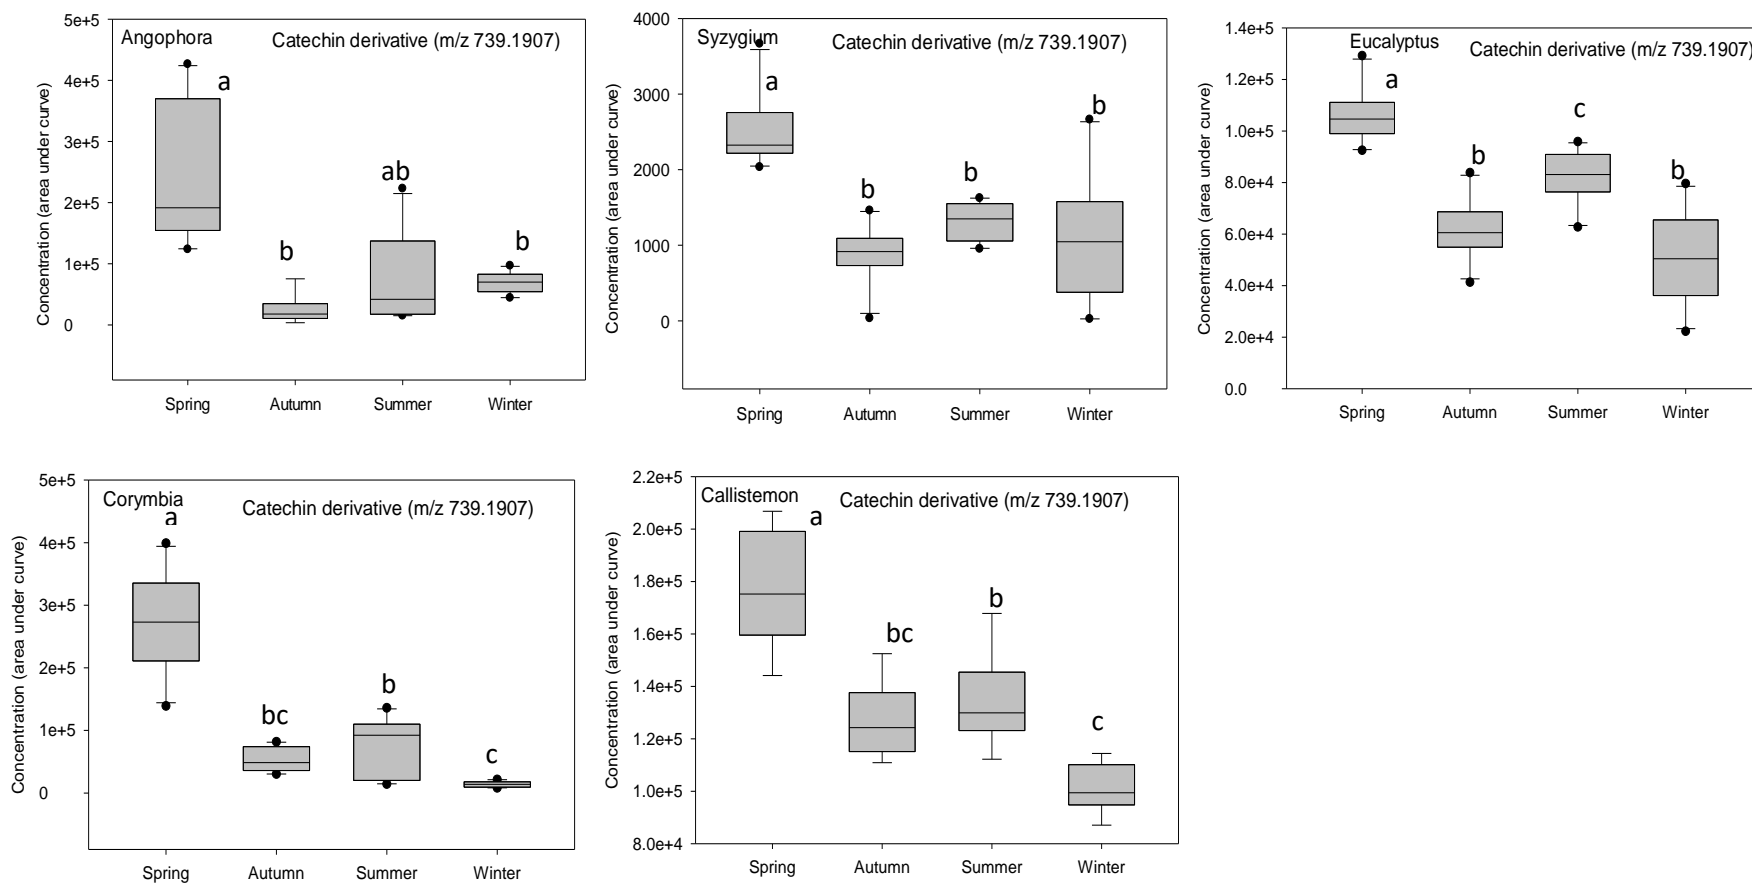 Angophora
Catechin derivative (m/z 739.1907)
Concentration (area under curve)
5e+5
4e+5
3e+5
2e+5
1e+5
0
a
b
ab
b
Spring Autumn Summer Winter
Syzygium
Catechin derivative (m/z 739.1907)
Concentration (area under curve)
4000
3000
2000
1000
0
a
b
b
b
Spring Autumn Summer Winter
Eucalyptus
Catechin derivative (m/z 739.1907)
Concentration (area under curve)
1.4e+5
1.2e+5
1.0e+5
8.0e+4
6.0e+4
4.0e+4
2.0e+4
0.0
a
b
c
b
Spring Autumn Summer Winter
Corymbia
Catechin derivative (m/z 739.1907)
Concentration (area under curve)
5e+5
4e+5
3e+5
2e+5
1e+5
0
a
bc
b
c
Spring Autumn Summer Winter
Callistemon
Catechin derivative (m/z 739.1907)
Concentration (area under curve)
2.2e+5
2.0e+5
1.8e+5
1.6e+5
1.4e+5
1.2e+5
1.0e+5
8.0e+4
a
bc
b
c
Spring Autumn Summer Winter